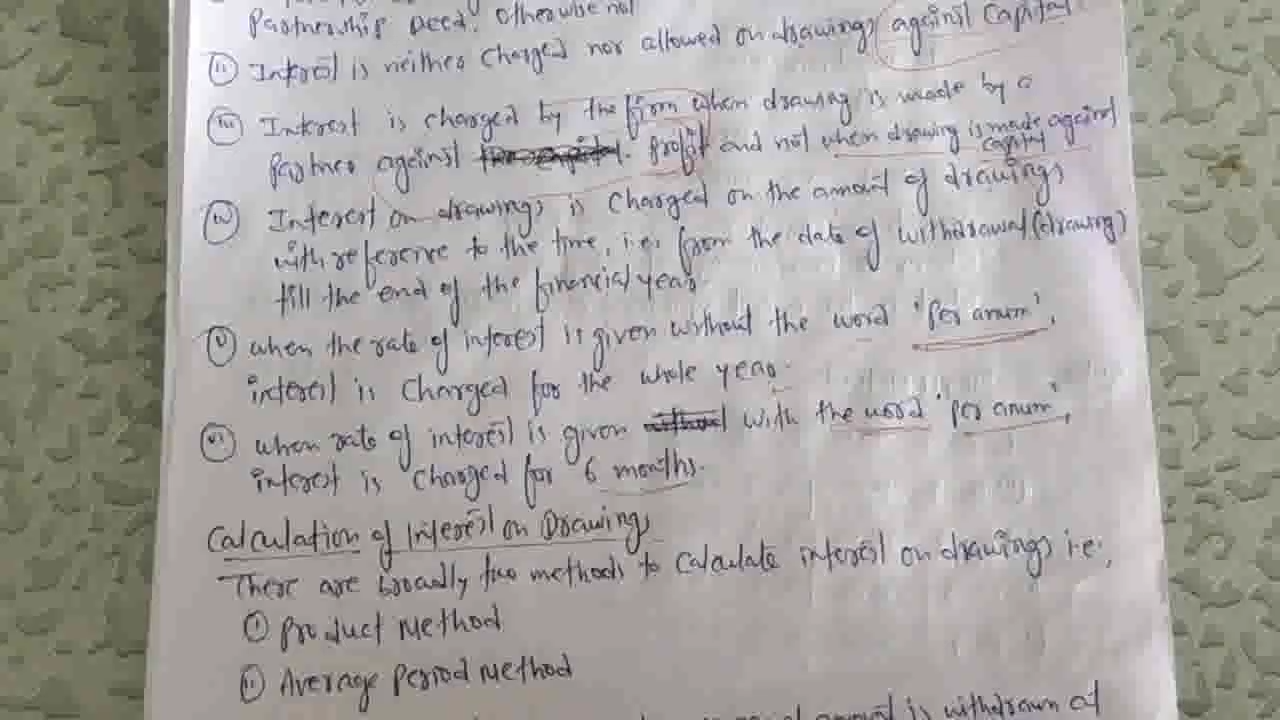 Partnership Deed. Otherwise not
(ii) Interest is neither charged nor allowed on drawings against Capital
(iii) Interest is charged by the firm when drawing is made by a
partner against profit and not when drawing is made against
capital
(iv) Interest on drawings is charged on the amount of drawings
with reference to the time, i.e. from the date of withdrawal (drawing)
till the end of the financial year.
(v) when the rate of interest is given without the word 'per anum',
interest is charged for the whole year.
(vi) when rate of interest is given with the word 'per anum',
interest is charged for 6 months.
Calculation of Interest on Drawings
There are broadly two methods to calculate interest on drawings i.e.,
(i) Product Method
(ii) Average Period Method
amount is withdrawn at